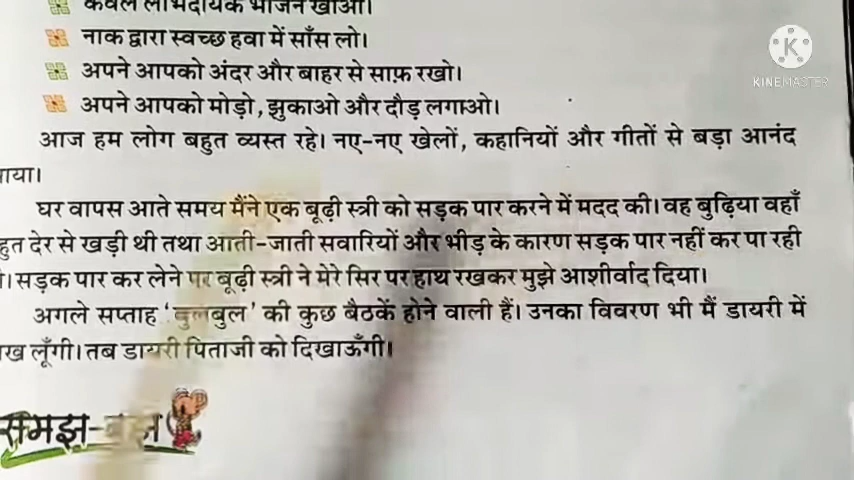 केवल लाभदायक भोजन खाओ।
नाक द्वारा स्वच्छ हवा में साँस लो।
अपने आपको अंदर और बाहर से साफ़ रखो।
अपने आपको मोड़ो, झुकाओ और दौड़ लगाओ।
आज हम लोग बहुत व्यस्त रहे। नए-नए खेलों, कहानियों और गीतों से बड़ा आनंद
आया।
घर वापस आते समय मैंने एक बूढ़ी स्त्री को सड़क पार करने में मदद की। वह बुढ़िया वहाँ
हुत देर से खड़ी थी तथा आती-जाती सवारियों और भीड़ के कारण सड़क पार नहीं कर पा रही
। सड़क पार कर लेने पर बूढ़ी स्त्री ने मेरे सिर पर हाथ रखकर मुझे आशीर्वाद दिया।
अगले सप्ताह 'बुलबुल' की कुछ बैठकें होने वाली हैं। उनका विवरण भी मैं डायरी में
ख लूँगी। तब डायरी पिताजी को दिखाऊँगी।
समझ-बूझ
KINEMASTER